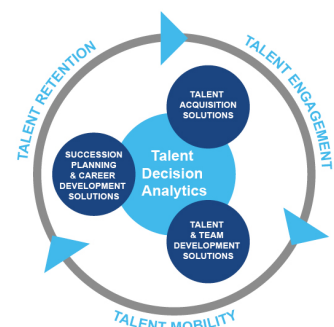 TALENT RETENTION
TALENT ENGAGEMENT
TALENT
ACQUISITION
SOLUTIONS
SUCCESSION
PLANNING
& CAREER
DEVELOPMENT
SOLUTIONS
Talent
Decision
Analytics
TALENT
& TEAM
DEVELOPMENT
SOLUTIONS
TALENT MOBILITY